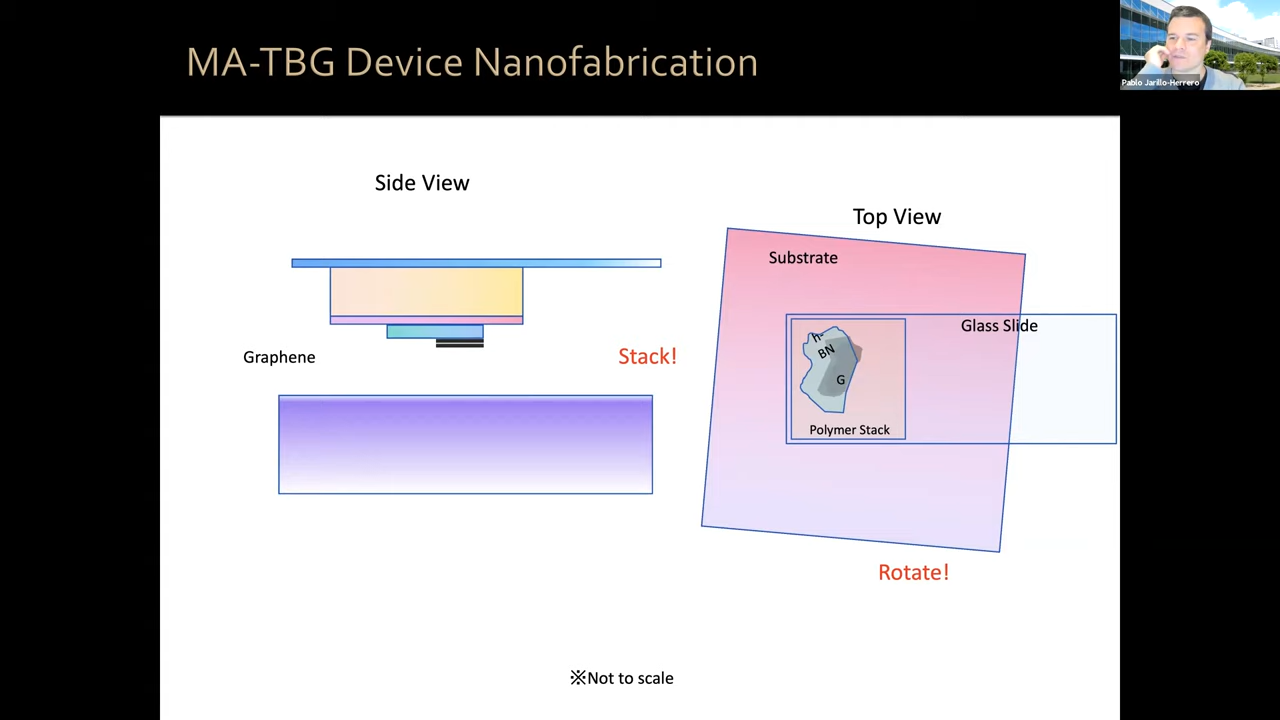 MA-TBG Device Nanofabrication
Pablo Jarillo-Herrero
Side View
Top View
Substrate
Glass Slide
h-
BN
G
Graphene
Stack!
Polymer Stack
Rotate!
※Not to scale